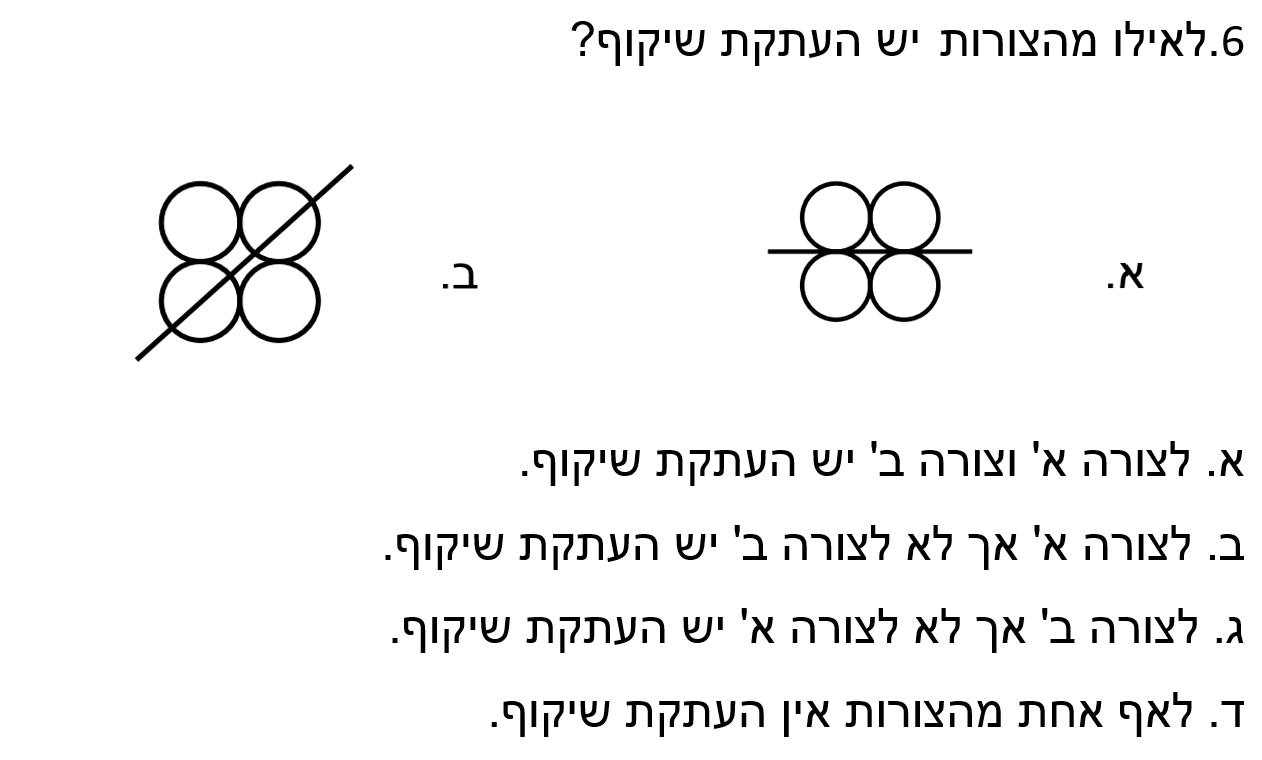 6.לאילו מהצורות יש העתקת שיקוף?
א.
ב.
א. לצורה א' וצורה ב' יש העתקת שיקוף.
ב. לצורה א' אך לא לצורה ב' יש העתקת שיקוף.
ג. לצורה ב' אך לא לצורה א' יש העתקת שיקוף.
ד. לאף אחת מהצורות אין העתקת שיקוף.